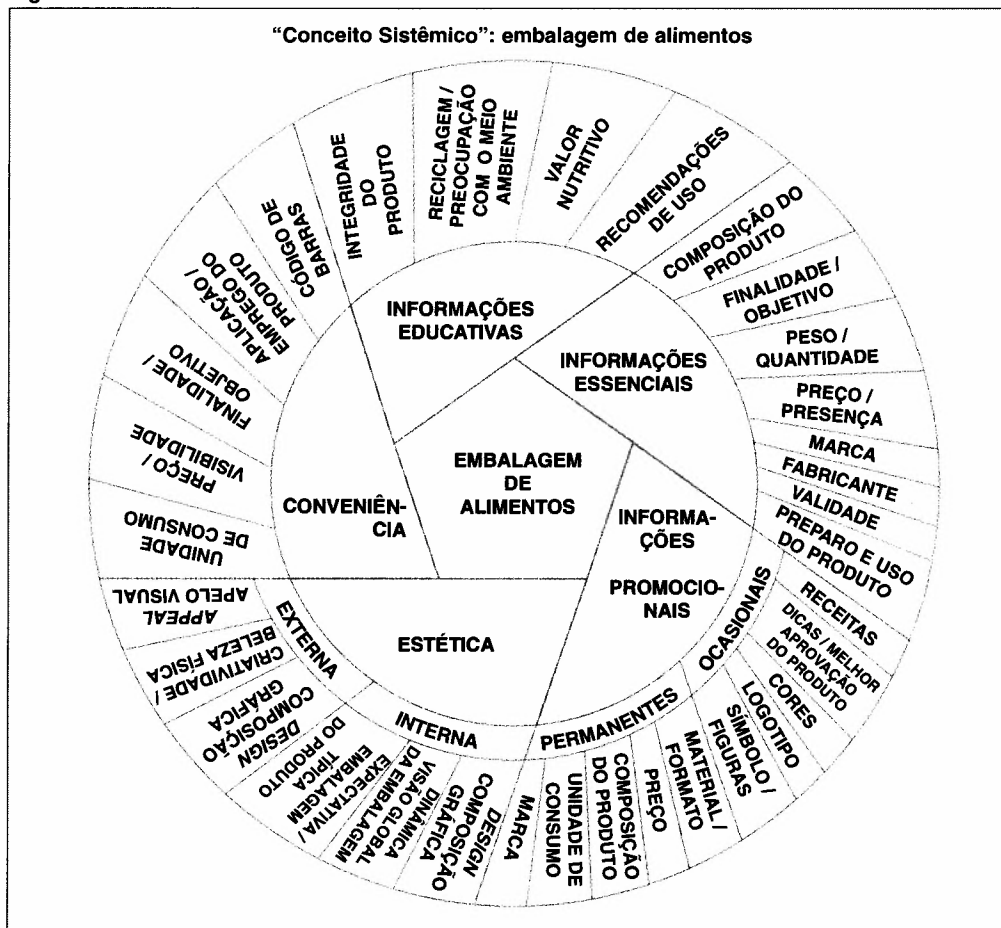 "Conceito Sistêmico": embalagem de alimentos
INTEGRIDADE
DO
PRODUTO
RECICLAGEM /
PREOCUPAÇÃO
COM O MEIO
AMBIENTE
VALOR
NUTRITIVO
RECOMENDAÇÕES
DE USO
COMPOSIÇÃO DO
PRODUTO
FINALIDADE /
OBJETIVO
PESO /
QUANTIDADE
PREÇO /
PRESENÇA
MARCA
FABRICANTE
VALIDADE
PREPARO E USO
DO PRODUTO
RECEITAS
DICAS / MELHOR
APROVAÇÃO
DO PRODUTO
CORES
LOGOTIPO
SÍMBOLO /
FIGURAS
MATERIAL /
FORMATO
PREÇO
COMPOSIÇÃO
DO PRODUTO
UNIDADE DE
CONSUMO
MARCA
DESIGN
COMPOSIÇÃO
GRÁFICA
DINÂMICA
VISÃO GLOBAL
DA EMBALAGEM
EXPECTATIVA /
EMBALAGEM
TÍPICA
DO PRODUTO
DESIGN
COMPOSIÇÃO
GRÁFICA
CRIATIVIDADE /
BELEZA FÍSICA
APPEAL
APELO VISUAL
UNIDADE
DE CONSUMO
PREÇO /
VISIBILIDADE
FINALIDADE /
OBJETIVO
APLICAÇÃO /
EMPREGO DO
PRODUTO
CÓDIGO DE
BARRAS
INFORMAÇÕES
EDUCATIVAS
INFORMAÇÕES
ESSENCIAIS
EMBALAGEM
DE
ALIMENTOS
CONVENIÊN-
CIA
INFORMA-
ÇÕES
PROMOCIO-
NAIS
ESTÉTICA
EXTERNA
INTERNA
PERMANENTES
OCASIONAIS